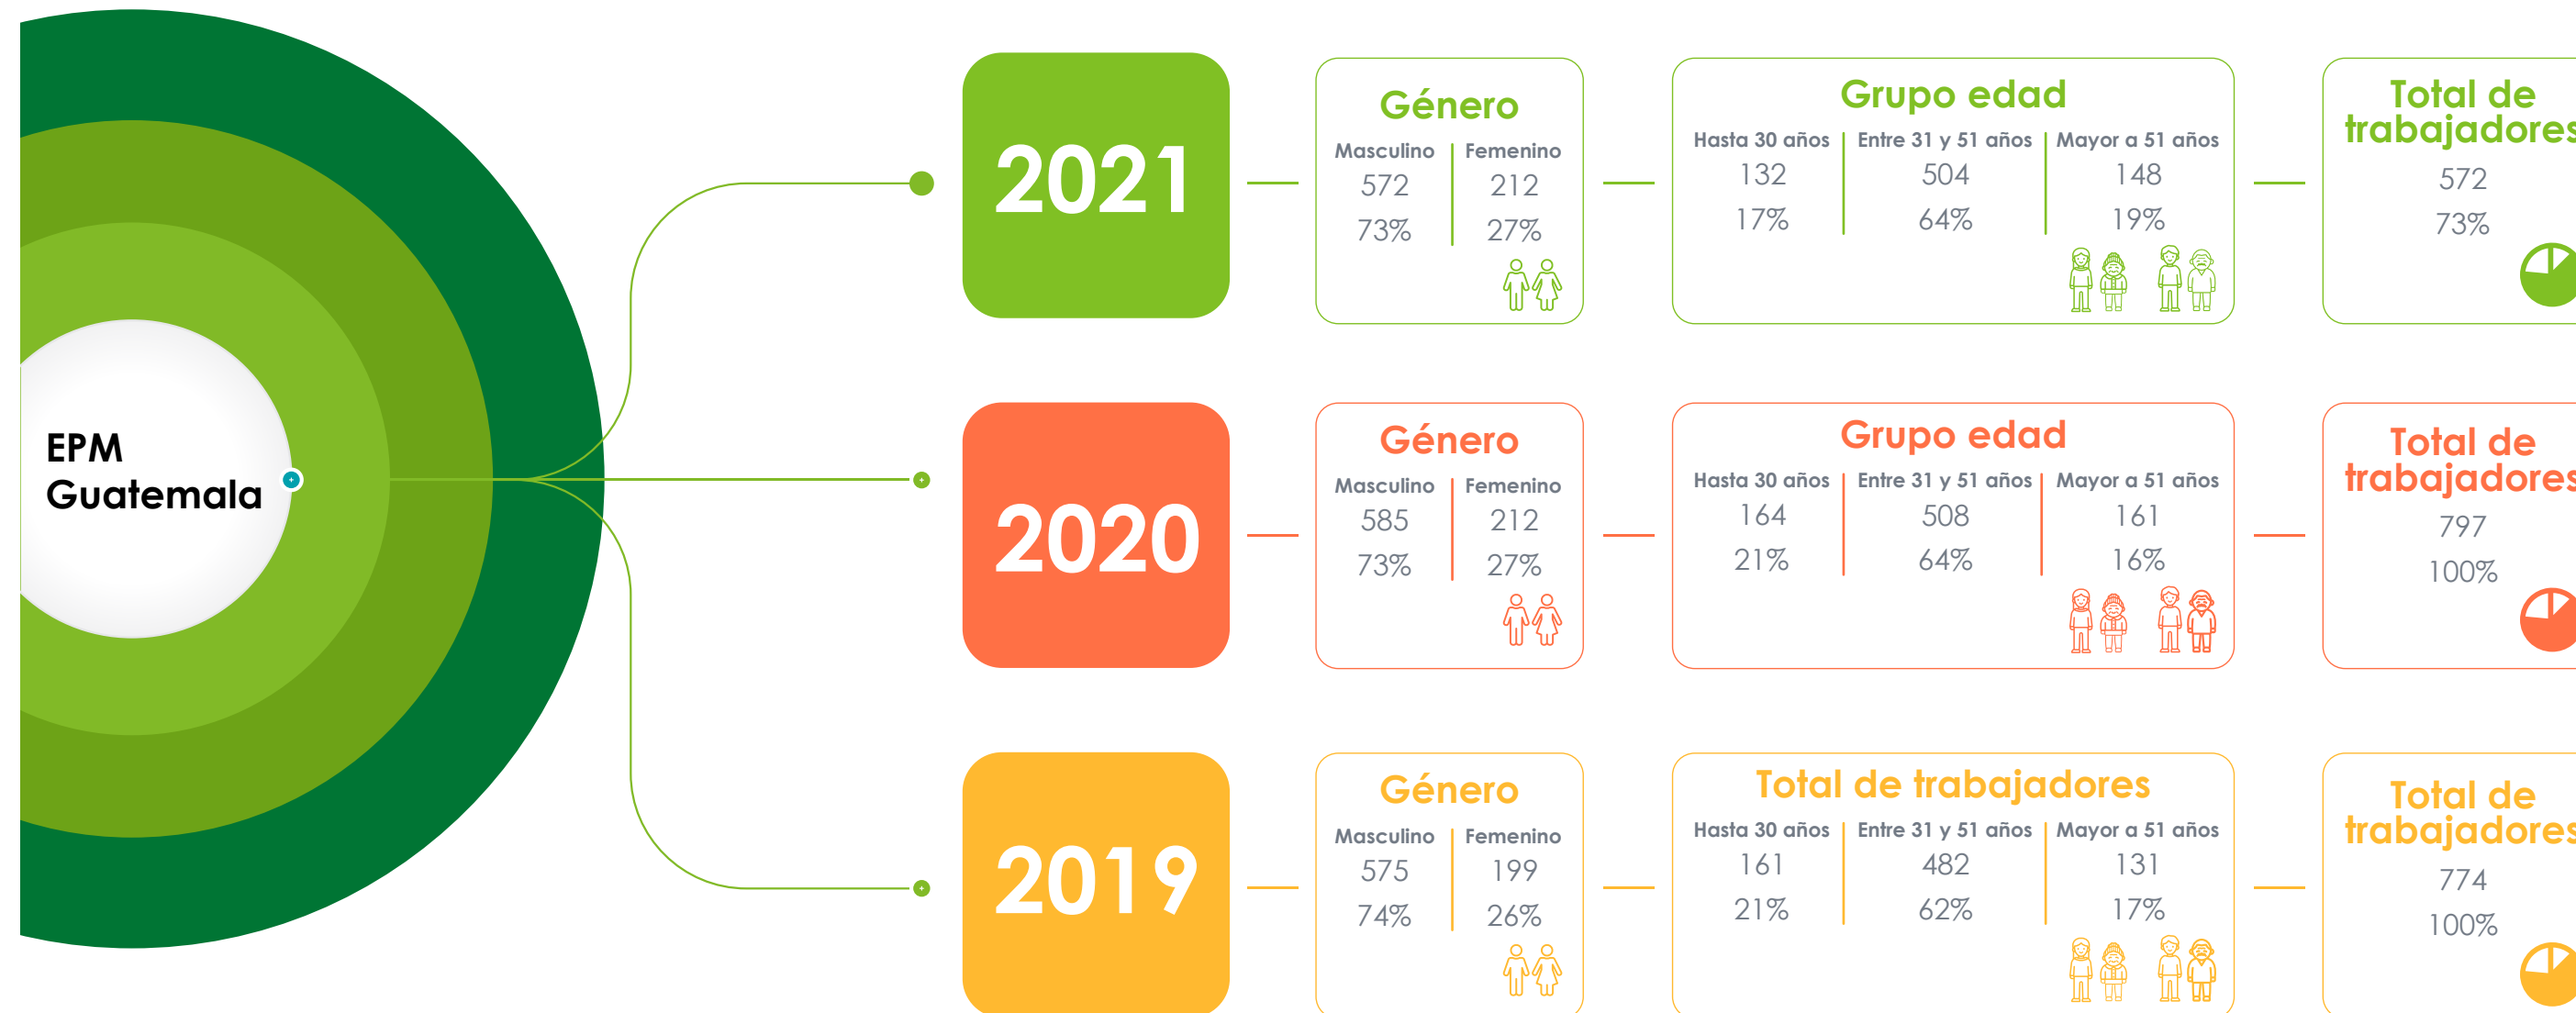 EPM
Guatemala
2021
Género
Masculino Femenino
572 212
73% 27%
Grupo edad
Hasta 30 años Entre 31 y 51 años Mayor a 51 años
132 504 148
17% 64% 19%
Total de
trabajadores
572
73%
2020
Género
Masculino Femenino
585 212
73% 27%
Grupo edad
Hasta 30 años Entre 31 y 51 años Mayor a 51 años
164 508 161
21% 64% 16%
Total de
trabajadores
797
100%
2019
Género
Masculino Femenino
575 199
74% 26%
Total de trabajadores
Hasta 30 años Entre 31 y 51 años Mayor a 51 años
161 482 131
21% 62% 17%
Total de
trabajadores
774
100%